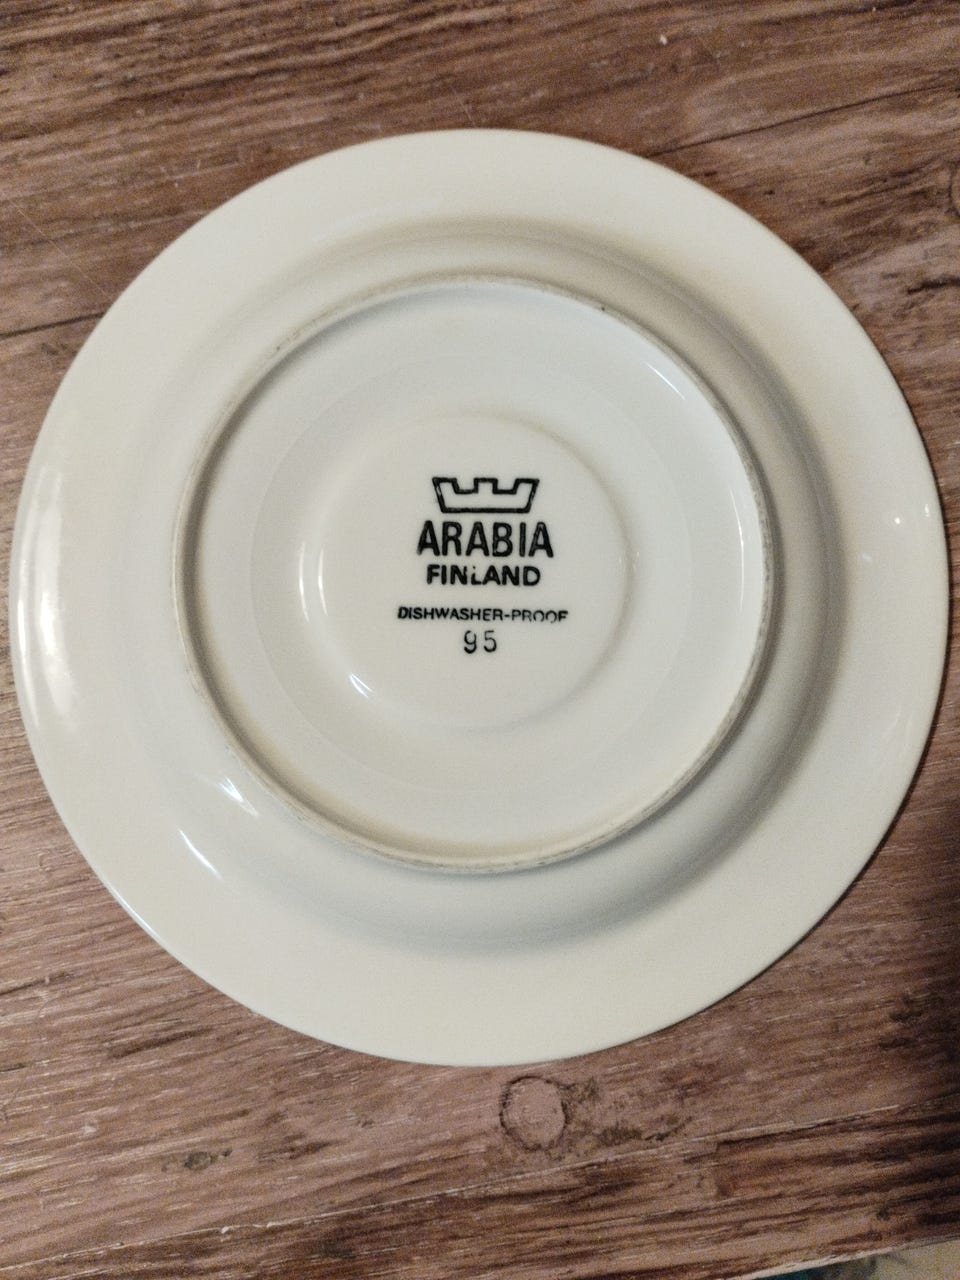 ARABIA
FINLAND
DISHWASHER-PROOF
95